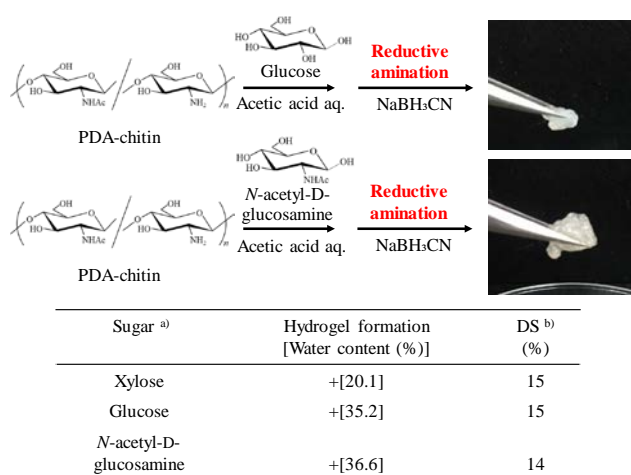 OH
HO
O
OH
HO
OH
OH
O
HO
NHAc
OH
O
HO
NH₂
O
n
Glucose
Acetic acid aq.
Reductive
amination
NaBH₃CN
PDA-chitin
OH
HO
O
OH
HO
NHAc
OH
O
HO
NHAc
OH
O
HO
NH₂
O
n
N-acetyl-D-
glucosamine
Acetic acid aq.
Reductive
amination
NaBH₃CN
PDA-chitin
Sugar a) Hydrogel formation DS b)
[Water content (%)] (%)
Xylose +[20.1] 15
Glucose +[35.2] 15
N-acetyl-D-
glucosamine +[36.6] 14